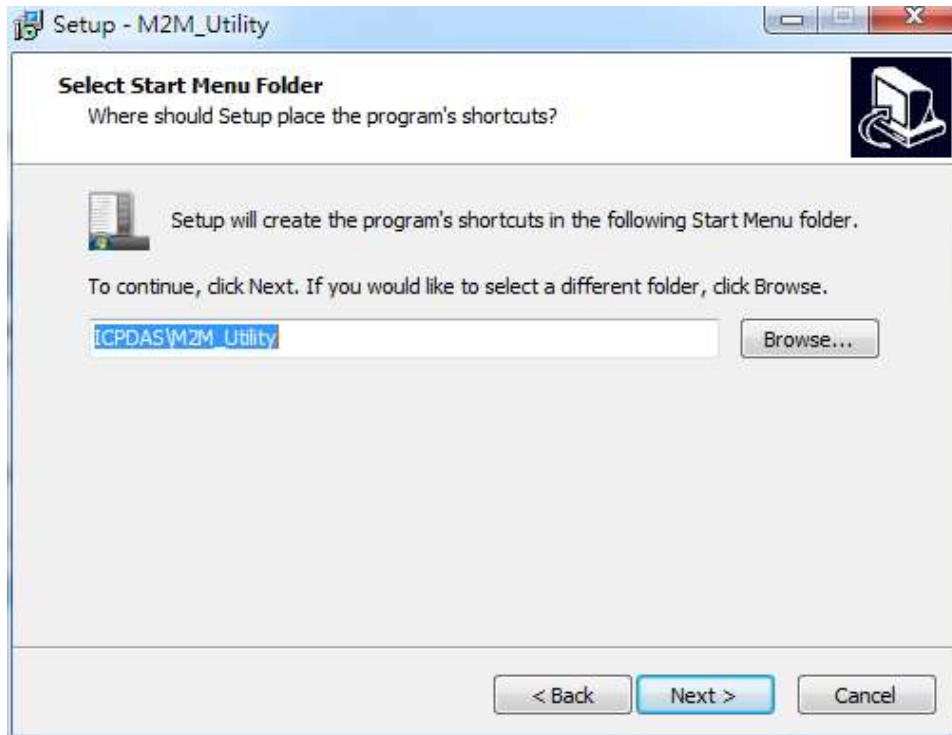 Setup - M2M_Utility
Select Start Menu Folder
Where should Setup place the program's shortcuts?
Setup will create the program's shortcuts in the following Start Menu folder.
To continue, click Next. If you would like to select a different folder, click Browse.
ICPDAS\M2M_Utility
Browse...
< Back
Next >
Cancel